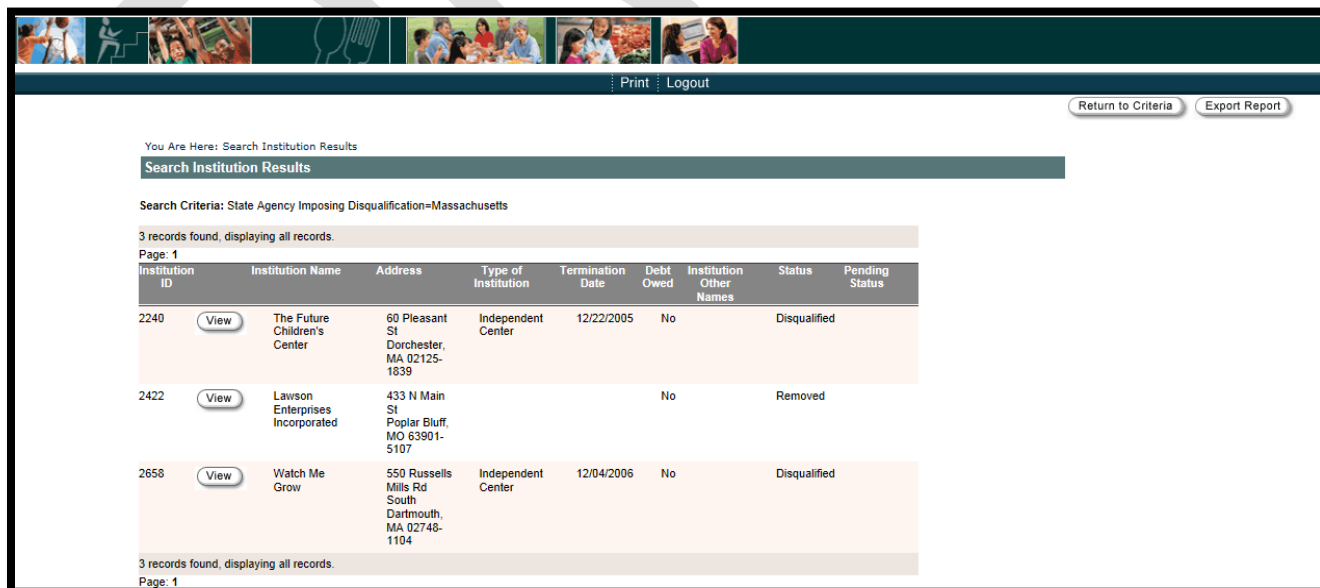 Print Logout
Return to Criteria Export Report
You Are Here: Search Institution Results
Search Institution Results
Search Criteria: State Agency Imposing Disqualification=Massachusetts
3 records found, displaying all records.
Page: 1
Institution ID Institution Name Address Type of Institution Termination Date Debt Owed Institution Other Names Status Pending Status
2240 View The Future Children's Center 60 Pleasant St Dorchester, MA 02125-1839 Independent Center 12/22/2005 No Disqualified
2422 View Lawson Enterprises Incorporated 433 N Main St Poplar Bluff, MO 63901-5107 No Removed
2658 View Watch Me Grow 550 Russells Mills Rd South Dartmouth, MA 02748-1104 Independent Center 12/04/2006 No Disqualified
3 records found, displaying all records.
Page: 1